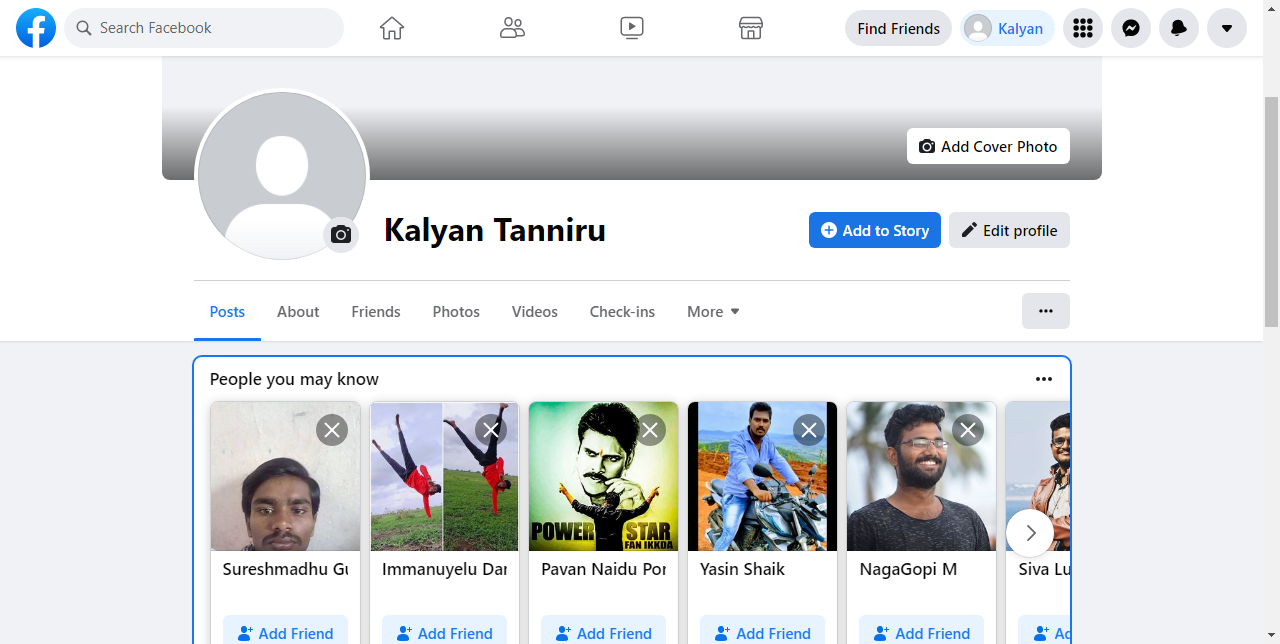 Search Facebook
Find Friends
Kalyan
Add Cover Photo
Kalyan Tanniru
Add to Story
Edit profile
Posts About Friends Photos Videos Check-ins More
People you may know
POWER STAR
FAN IKKDA
Sureshmadhu Gu
Immanuyelu Dar
Pavan Naidu Por
Yasin Shaik
NagaGopi M
Siva Lu
Add Friend
Add Friend
Add Friend
Add Friend
Add Friend
Ad